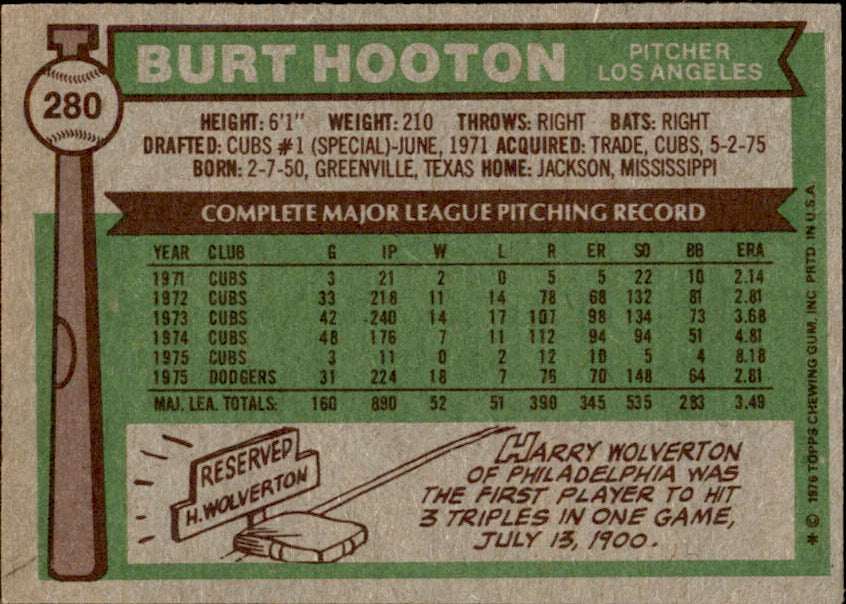 280
BURT HOOTON
PITCHER
LOS ANGELES
HEIGHT: 6'1" WEIGHT: 210 THROWS: RIGHT BATS: RIGHT
DRAFTED: CUBS #1 (SPECIAL)-JUNE, 1971 ACQUIRED: TRADE, CUBS, 5-2-75
BORN: 2-7-50, GREENVILLE, TEXAS HOME: JACKSON, MISSISSIPPI
COMPLETE MAJOR LEAGUE PITCHING RECORD
YEAR CLUB G IP W L R ER SO BB ERA
1971 CUBS 3 21 2 0 5 5 22 10 2.14
1972 CUBS 33 218 11 14 78 68 132 81 2.81
1973 CUBS 42 240 14 17 107 98 134 73 3.68
1974 CUBS 48 176 7 11 112 94 94 51 4.81
1975 CUBS 3 11 0 2 12 10 5 4 8.18
1975 DODGERS 31 224 18 7 76 70 148 64 2.81
MAJ. LEA. TOTALS: 160 890 52 51 390 345 535 283 3.49
RESERVED
H. WOLVERTON
HARRY WOLVERTON
OF PHILADELPHIA WAS
THE FIRST PLAYER TO HIT
3 TRIPLES IN ONE GAME,
JULY 13, 1900.
* © 1976 TOPPS CHEWING GUM, INC. PRTD. IN U.S.A.